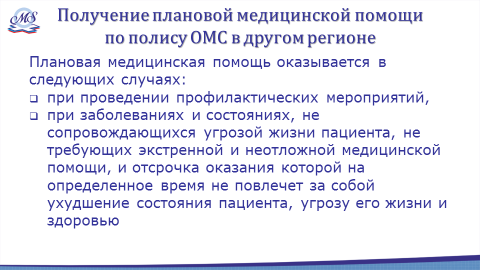 Получение плановой медицинской помощи
по полису ОМС в другом регионе
Плановая медицинская помощь оказывается в
следующих случаях:
при проведении профилактических мероприятий,
при заболеваниях и состояниях, не
сопровождающихся угрозой жизни пациента, не
требующих экстренной и неотложной медицинской
помощи, и отсрочка оказания которой на
определенное время не повлечет за собой
ухудшение состояния пациента, угрозу его жизни и
здоровью